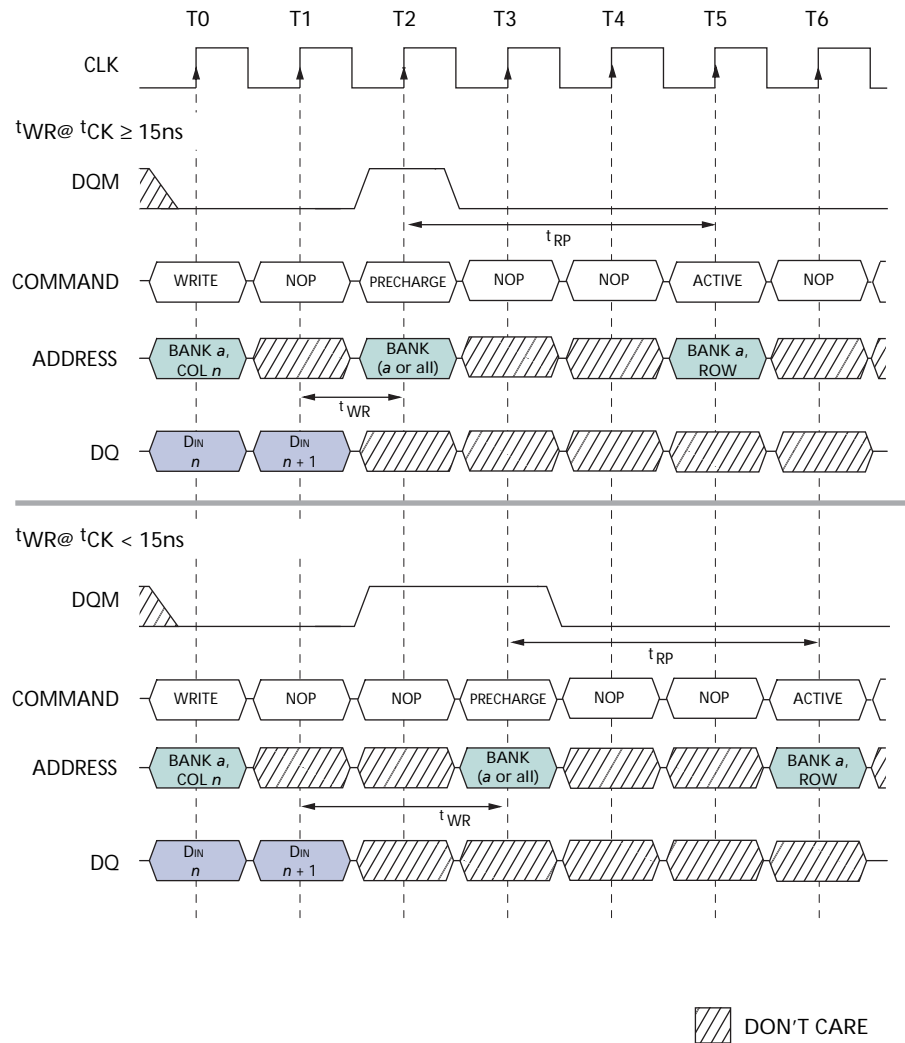 T0 T1 T2 T3 T4 T5 T6
CLK
tWR@ tCK ≥ 15ns
DQM
tRP
COMMAND WRITE NOP PRECHARGE NOP NOP ACTIVE NOP
ADDRESS BANK a, COL n BANK (a or all) BANK a, ROW
tWR
DQ DIN n DIN n + 1
tWR@ tCK < 15ns
DQM
tRP
COMMAND WRITE NOP NOP PRECHARGE NOP NOP ACTIVE
ADDRESS BANK a, COL n BANK (a or all) BANK a, ROW
tWR
DQ DIN n DIN n + 1
DON'T CARE